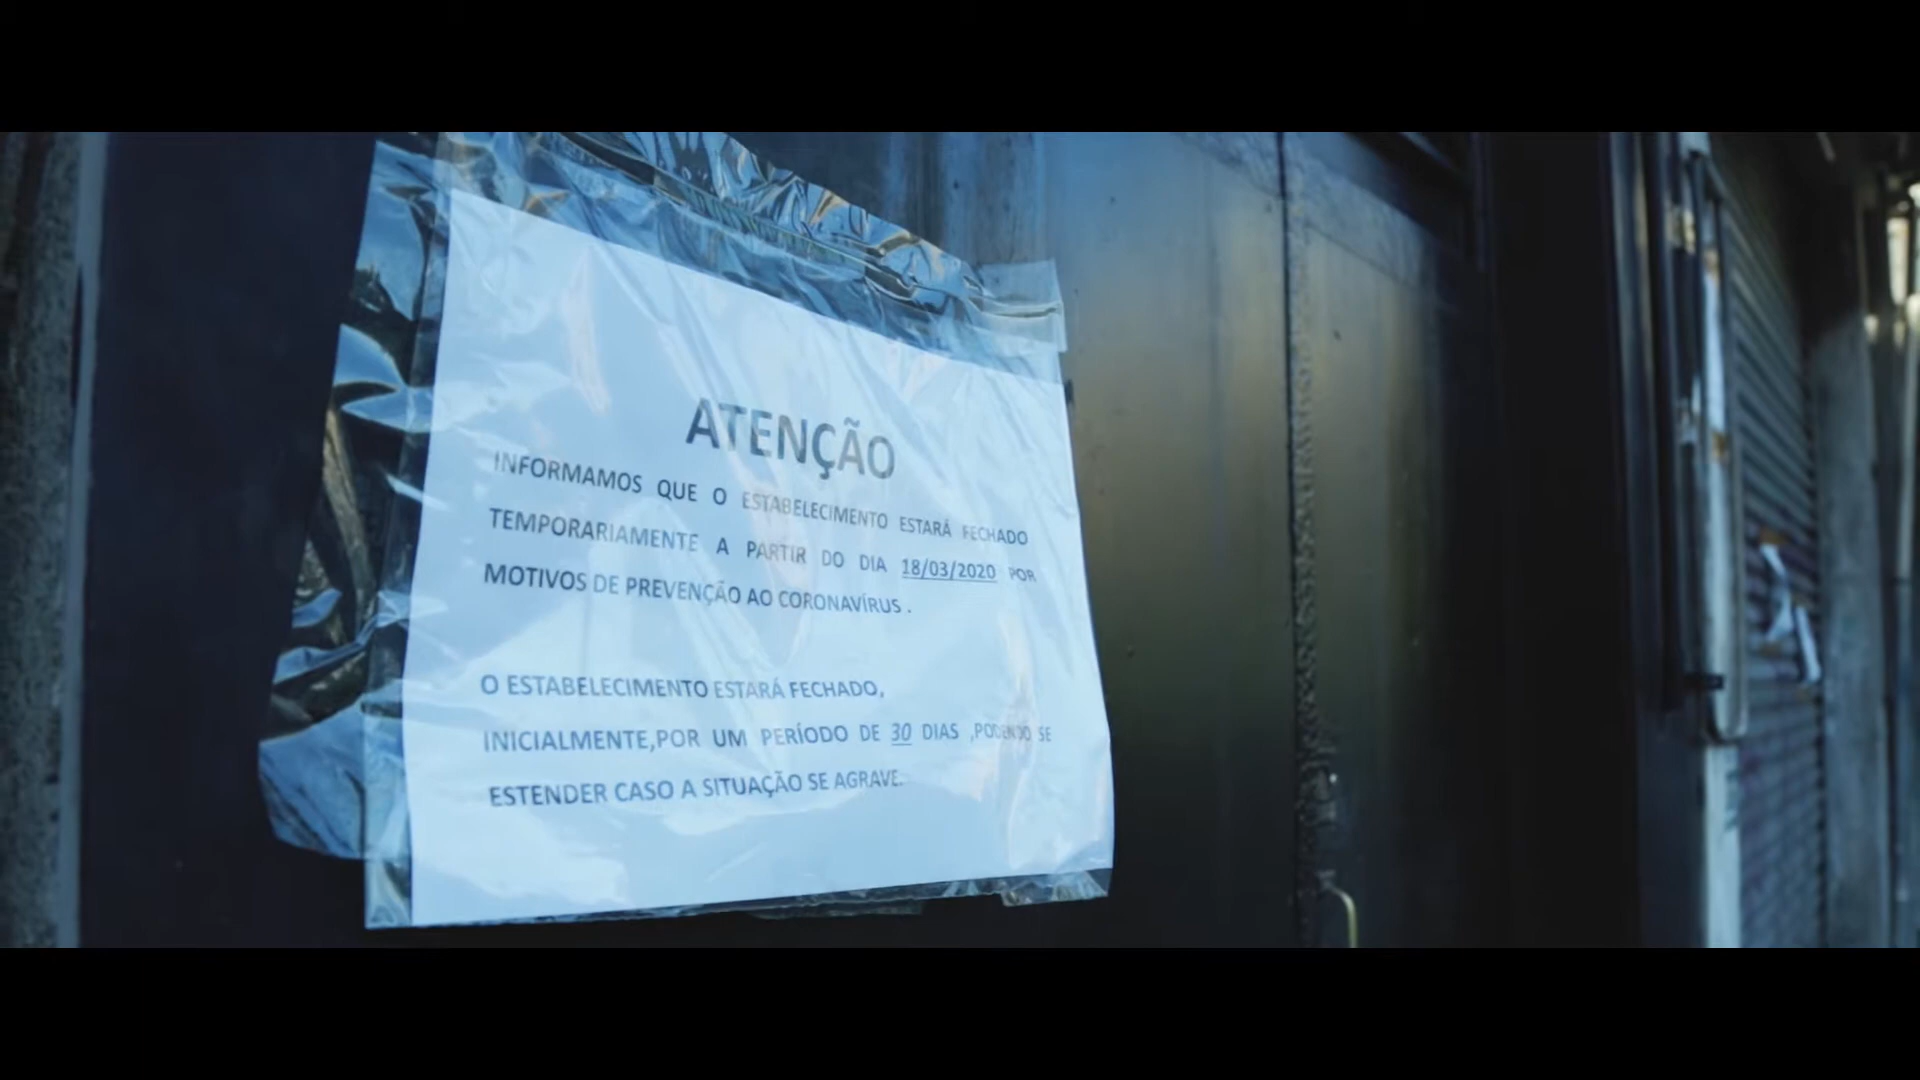 ATENÇÃO
INFORMAMOS QUE O ESTABELECIMENTO ESTARÁ FECHADO
TEMPORARIAMENTE A PARTIR DO DIA 18/03/2020 POR
MOTIVOS DE PREVENÇÃO AO CORONAVÍRUS .
O ESTABELECIMENTO ESTARÁ FECHADO,
INICIALMENTE,POR UM PERÍODO DE 30 DIAS ,PODENDO SE
ESTENDER CASO A SITUAÇÃO SE AGRAVE.